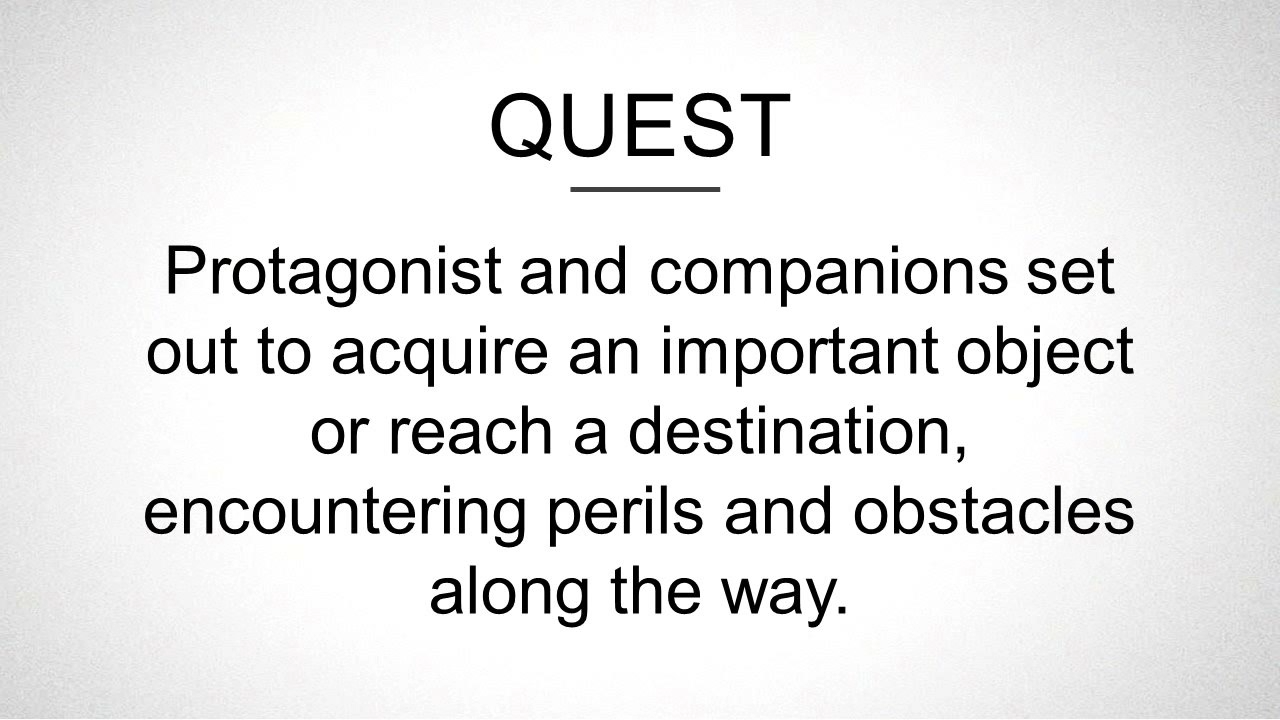 QUEST
Protagonist and companions set
out to acquire an important object
or reach a destination,
encountering perils and obstacles
along the way.